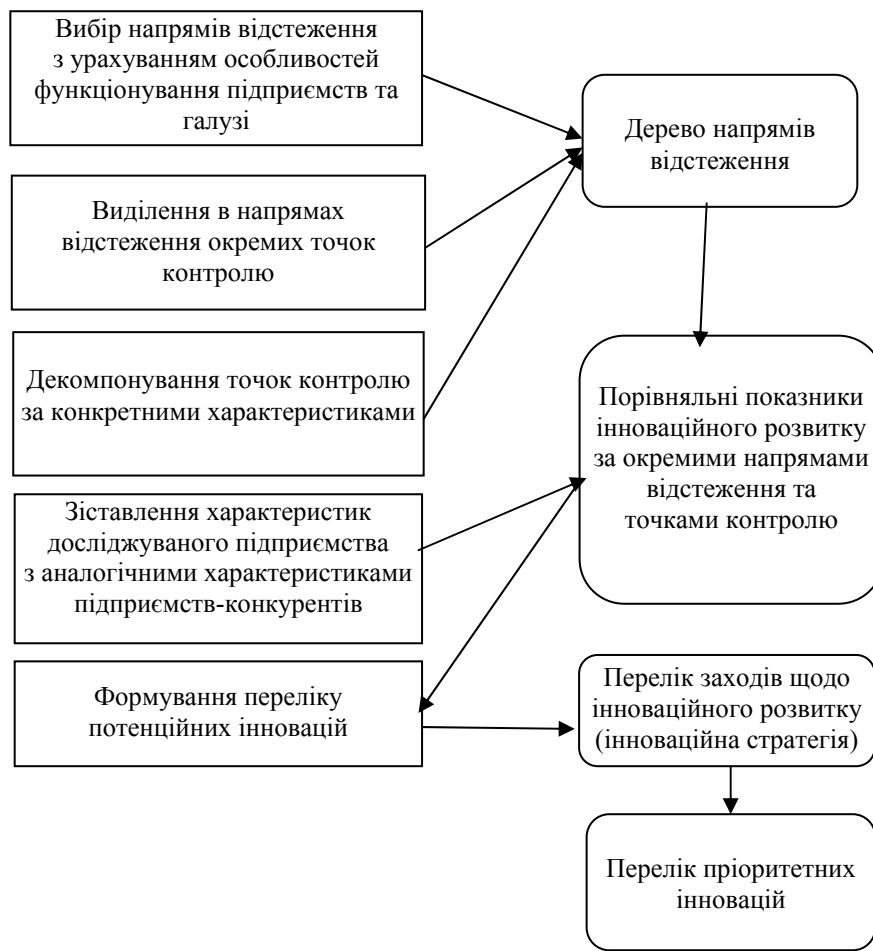 Вибір напрямів відстеження
з урахуванням особливостей
функціонування підприємств та
галузі
Дерево напрямів
відстеження
Виділення в напрямах
відстеження окремих точок
контролю
Декомпонування точок контролю
за конкретними характеристиками
Порівняльні показники
інноваційного розвитку
за окремими напрямами
відстеження та
точками контролю
Зіставлення характеристик
досліджуваного підприємства
з аналогічними характеристиками
підприємств-конкурентів
Формування переліку
потенційних інновацій
Перелік заходів щодо
інноваційного розвитку
(інноваційна стратегія)
Перелік пріоритетних
інновацій